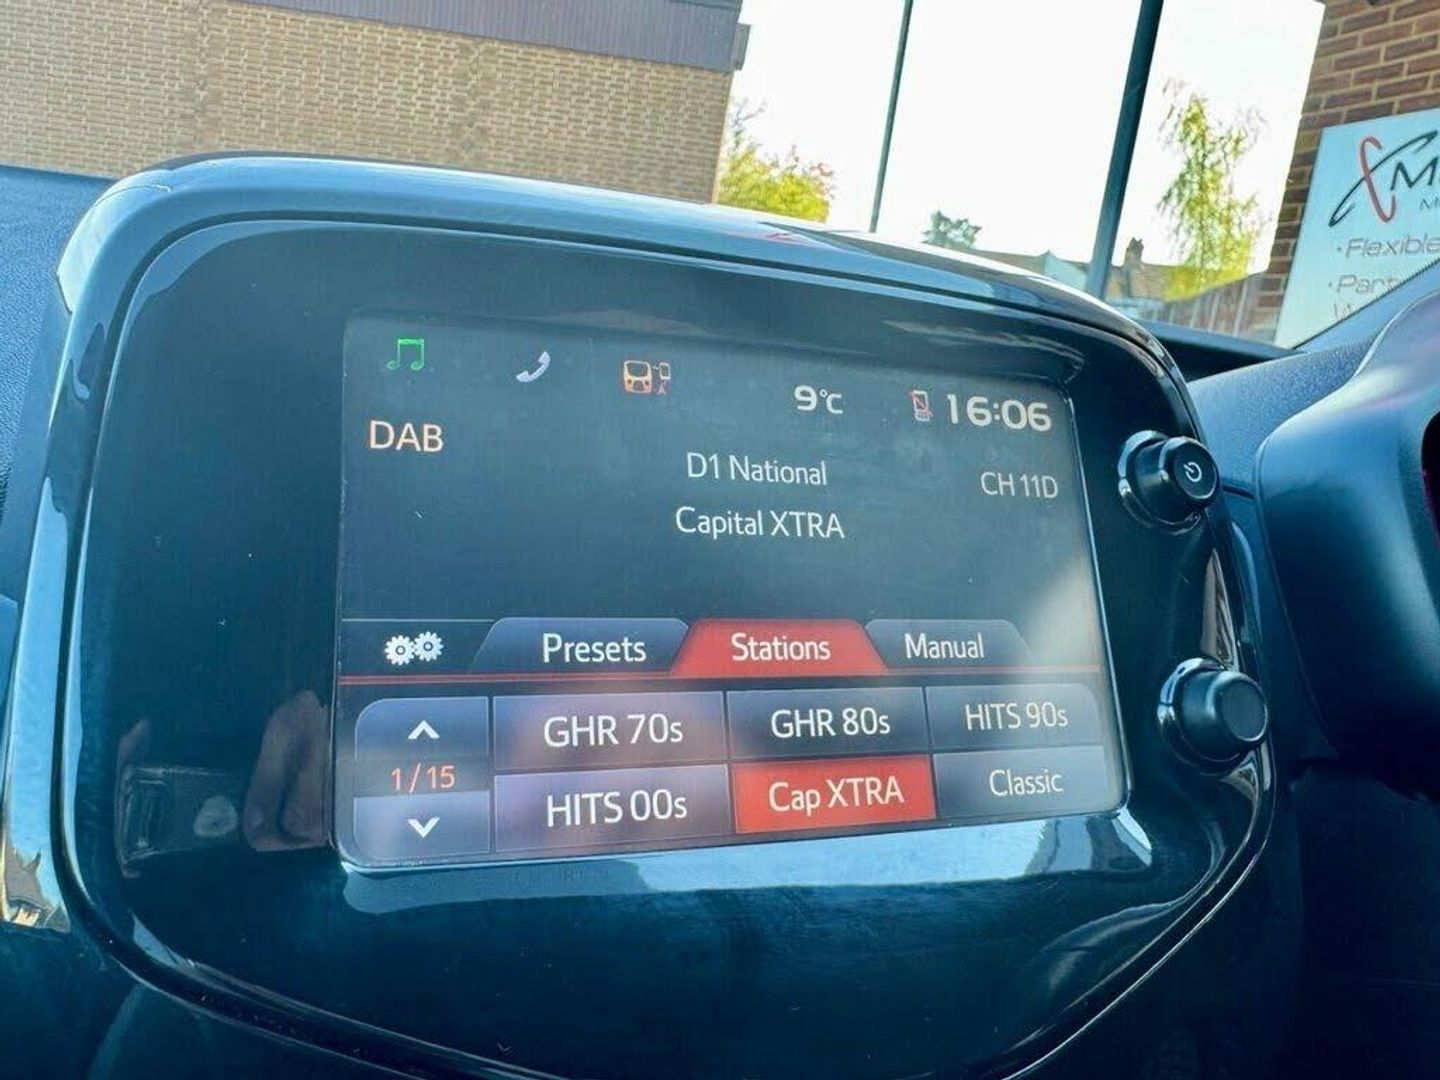 9°C 16:06
DAB
D1 National CH 11D
Capital XTRA
Presets Stations Manual
GHR 70s GHR 80s HITS 90s
1/15
HITS 00s Cap XTRA Classic
·Flexible